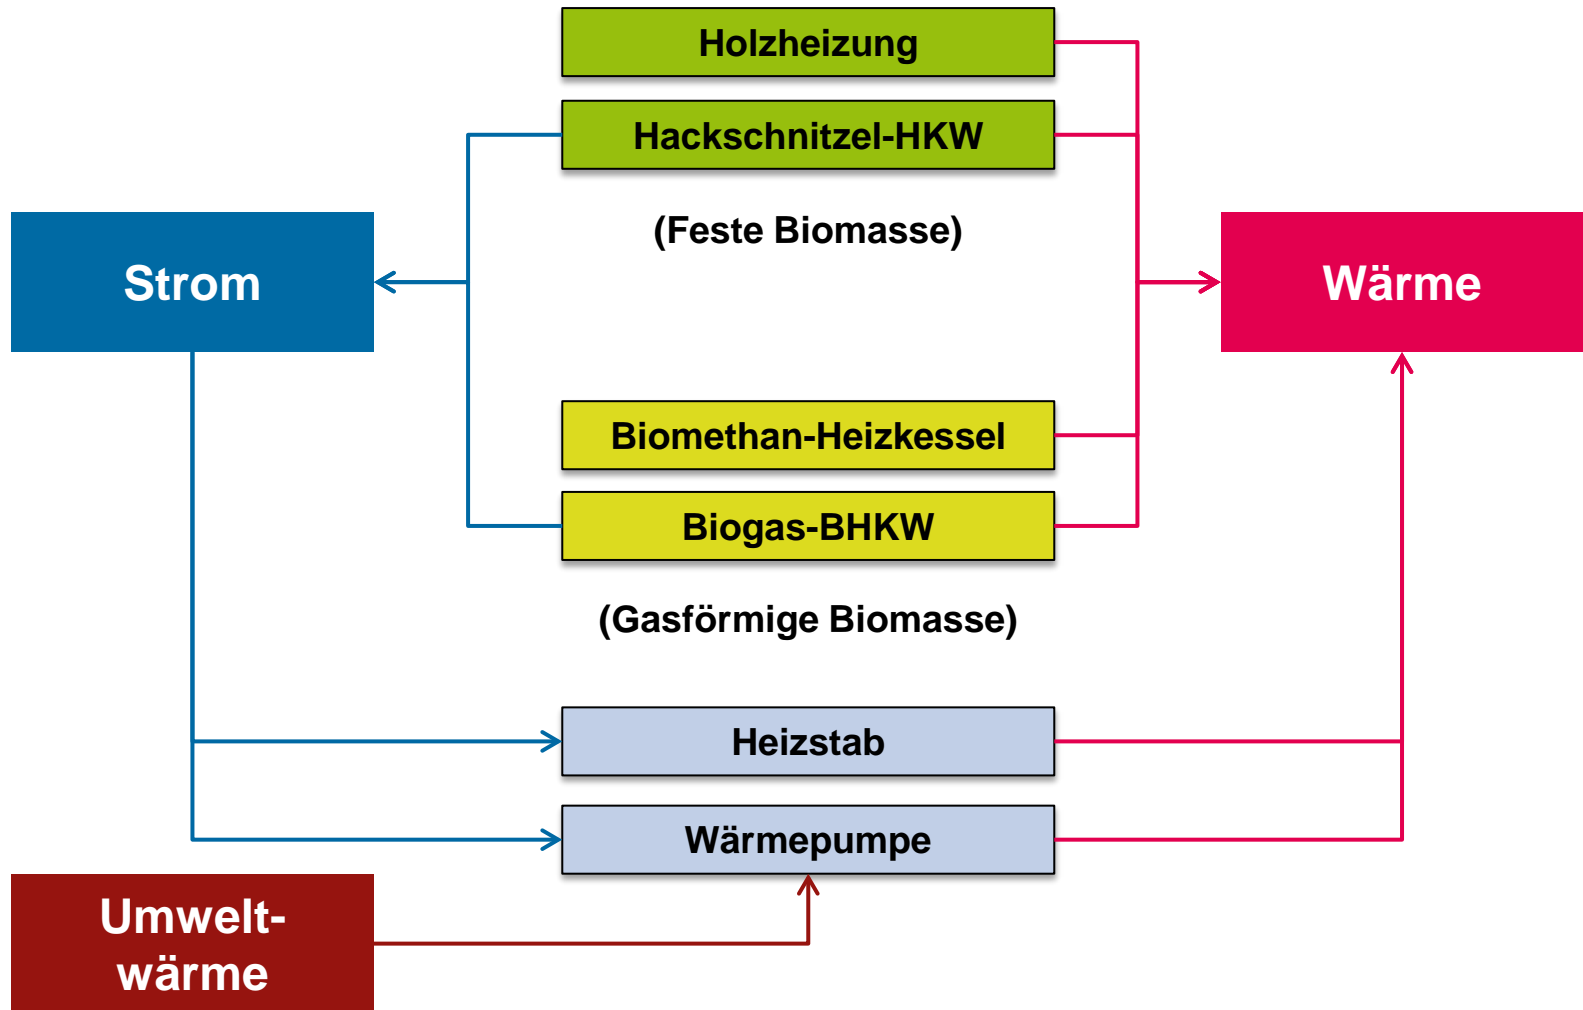 Holzheizung
Hackschnitzel-HKW
(Feste Biomasse)
Strom
Wärme
Biomethan-Heizkessel
Biogas-BHKW
(Gasförmige Biomasse)
Heizstab
Wärmepumpe
Umwelt-
wärme